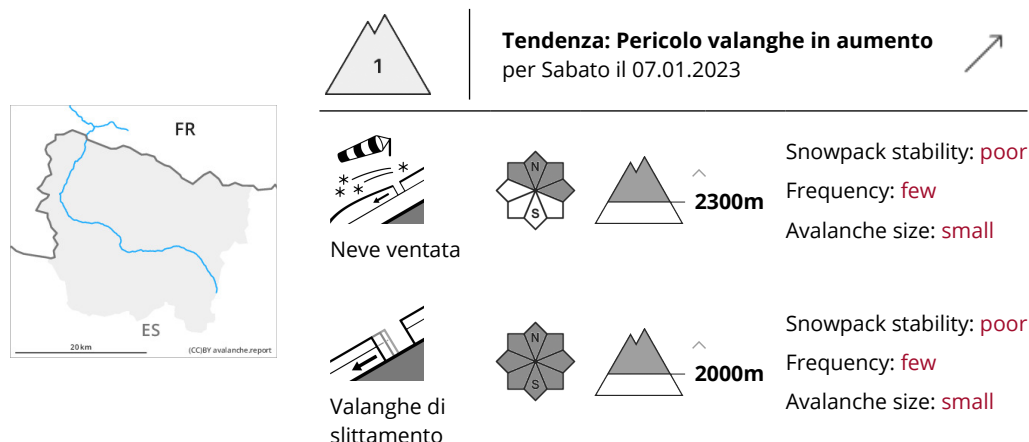 1
Tendenza: Pericolo valanghe in aumento
per Sabato il 07.01.2023
FR
ES
20 km
(CC)BY avalanche.report
Neve ventata
N
S
2300m
Snowpack stability: poor
Frequency: few
Avalanche size: small
Valanghe di
slittamento
N
S
2000m
Snowpack stability: poor
Frequency: few
Avalanche size: small